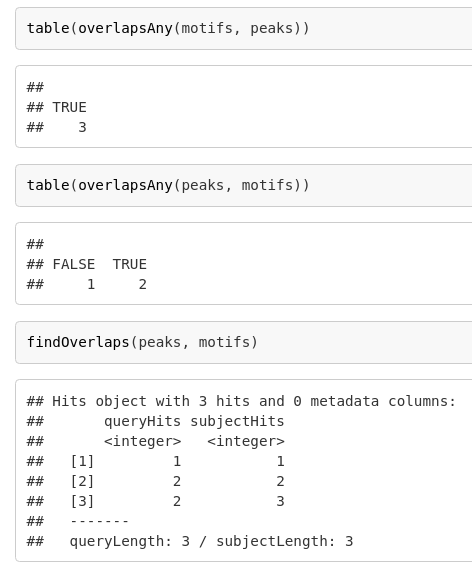 table(overlapsAny(motifs, peaks))
##
## TRUE
##    3
table(overlapsAny(peaks, motifs))
##
## FALSE  TRUE
##     1     2
findOverlaps(peaks, motifs)
## Hits object with 3 hits and 0 metadata columns:
##       queryHits subjectHits
##       <integer>   <integer>
##   [1]         1           1
##   [2]         2           2
##   [3]         2           3
##   -------
##   queryLength: 3 / subjectLength: 3